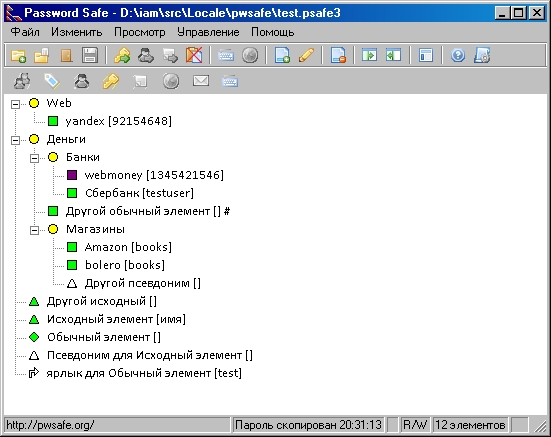 Password Safe - D:\iam\src\Locale\pwsafe\test.psafe3
Файл Изменить Просмотр Управление Помощь
Web
yandex [92154648]
Деньги
Банки
webmoney [1345421546]
Сбербанк [testuser]
Другой обычный элемент [] #
Магазины
Amazon [books]
bolero [books]
Другой псевдоним []
Другой исходный []
Исходный элемент [имя]
Обычный элемент []
Псевдоним для Исходный элемент []
ярлык для Обычный элемент [test]
http://pwsafe.org/ Пароль скопирован 20:31:13 R/W 12 элементов